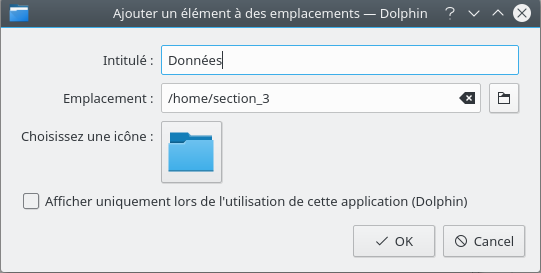 Ajouter un élément à des emplacements — Dolphin
Intitulé : Données
Emplacement : /home/section_3
Choisissez une icône :
Afficher uniquement lors de l'utilisation de cette application (Dolphin)
OK Cancel